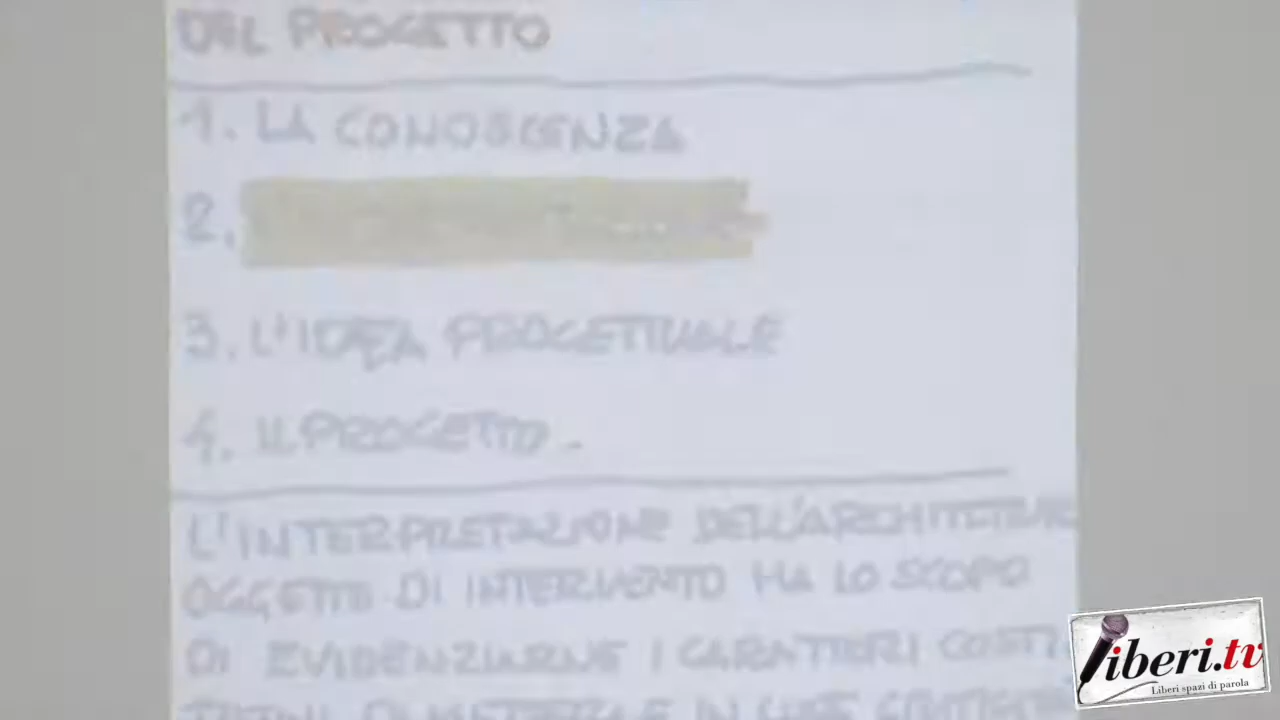 DEL PROGETTO
1. LA CONOSCENZA
2.
3. L'IDEA PROGETTUALE
4. IL PROGETTO.
L'INTERPRETAZIONE DELL'ARCHITETTURA
OGGETTO DI INTERVENTO HA LO SCOPO
DI EVIDENZIARNE I CARATTERI
liberi.tv
Liberi spazi di parola